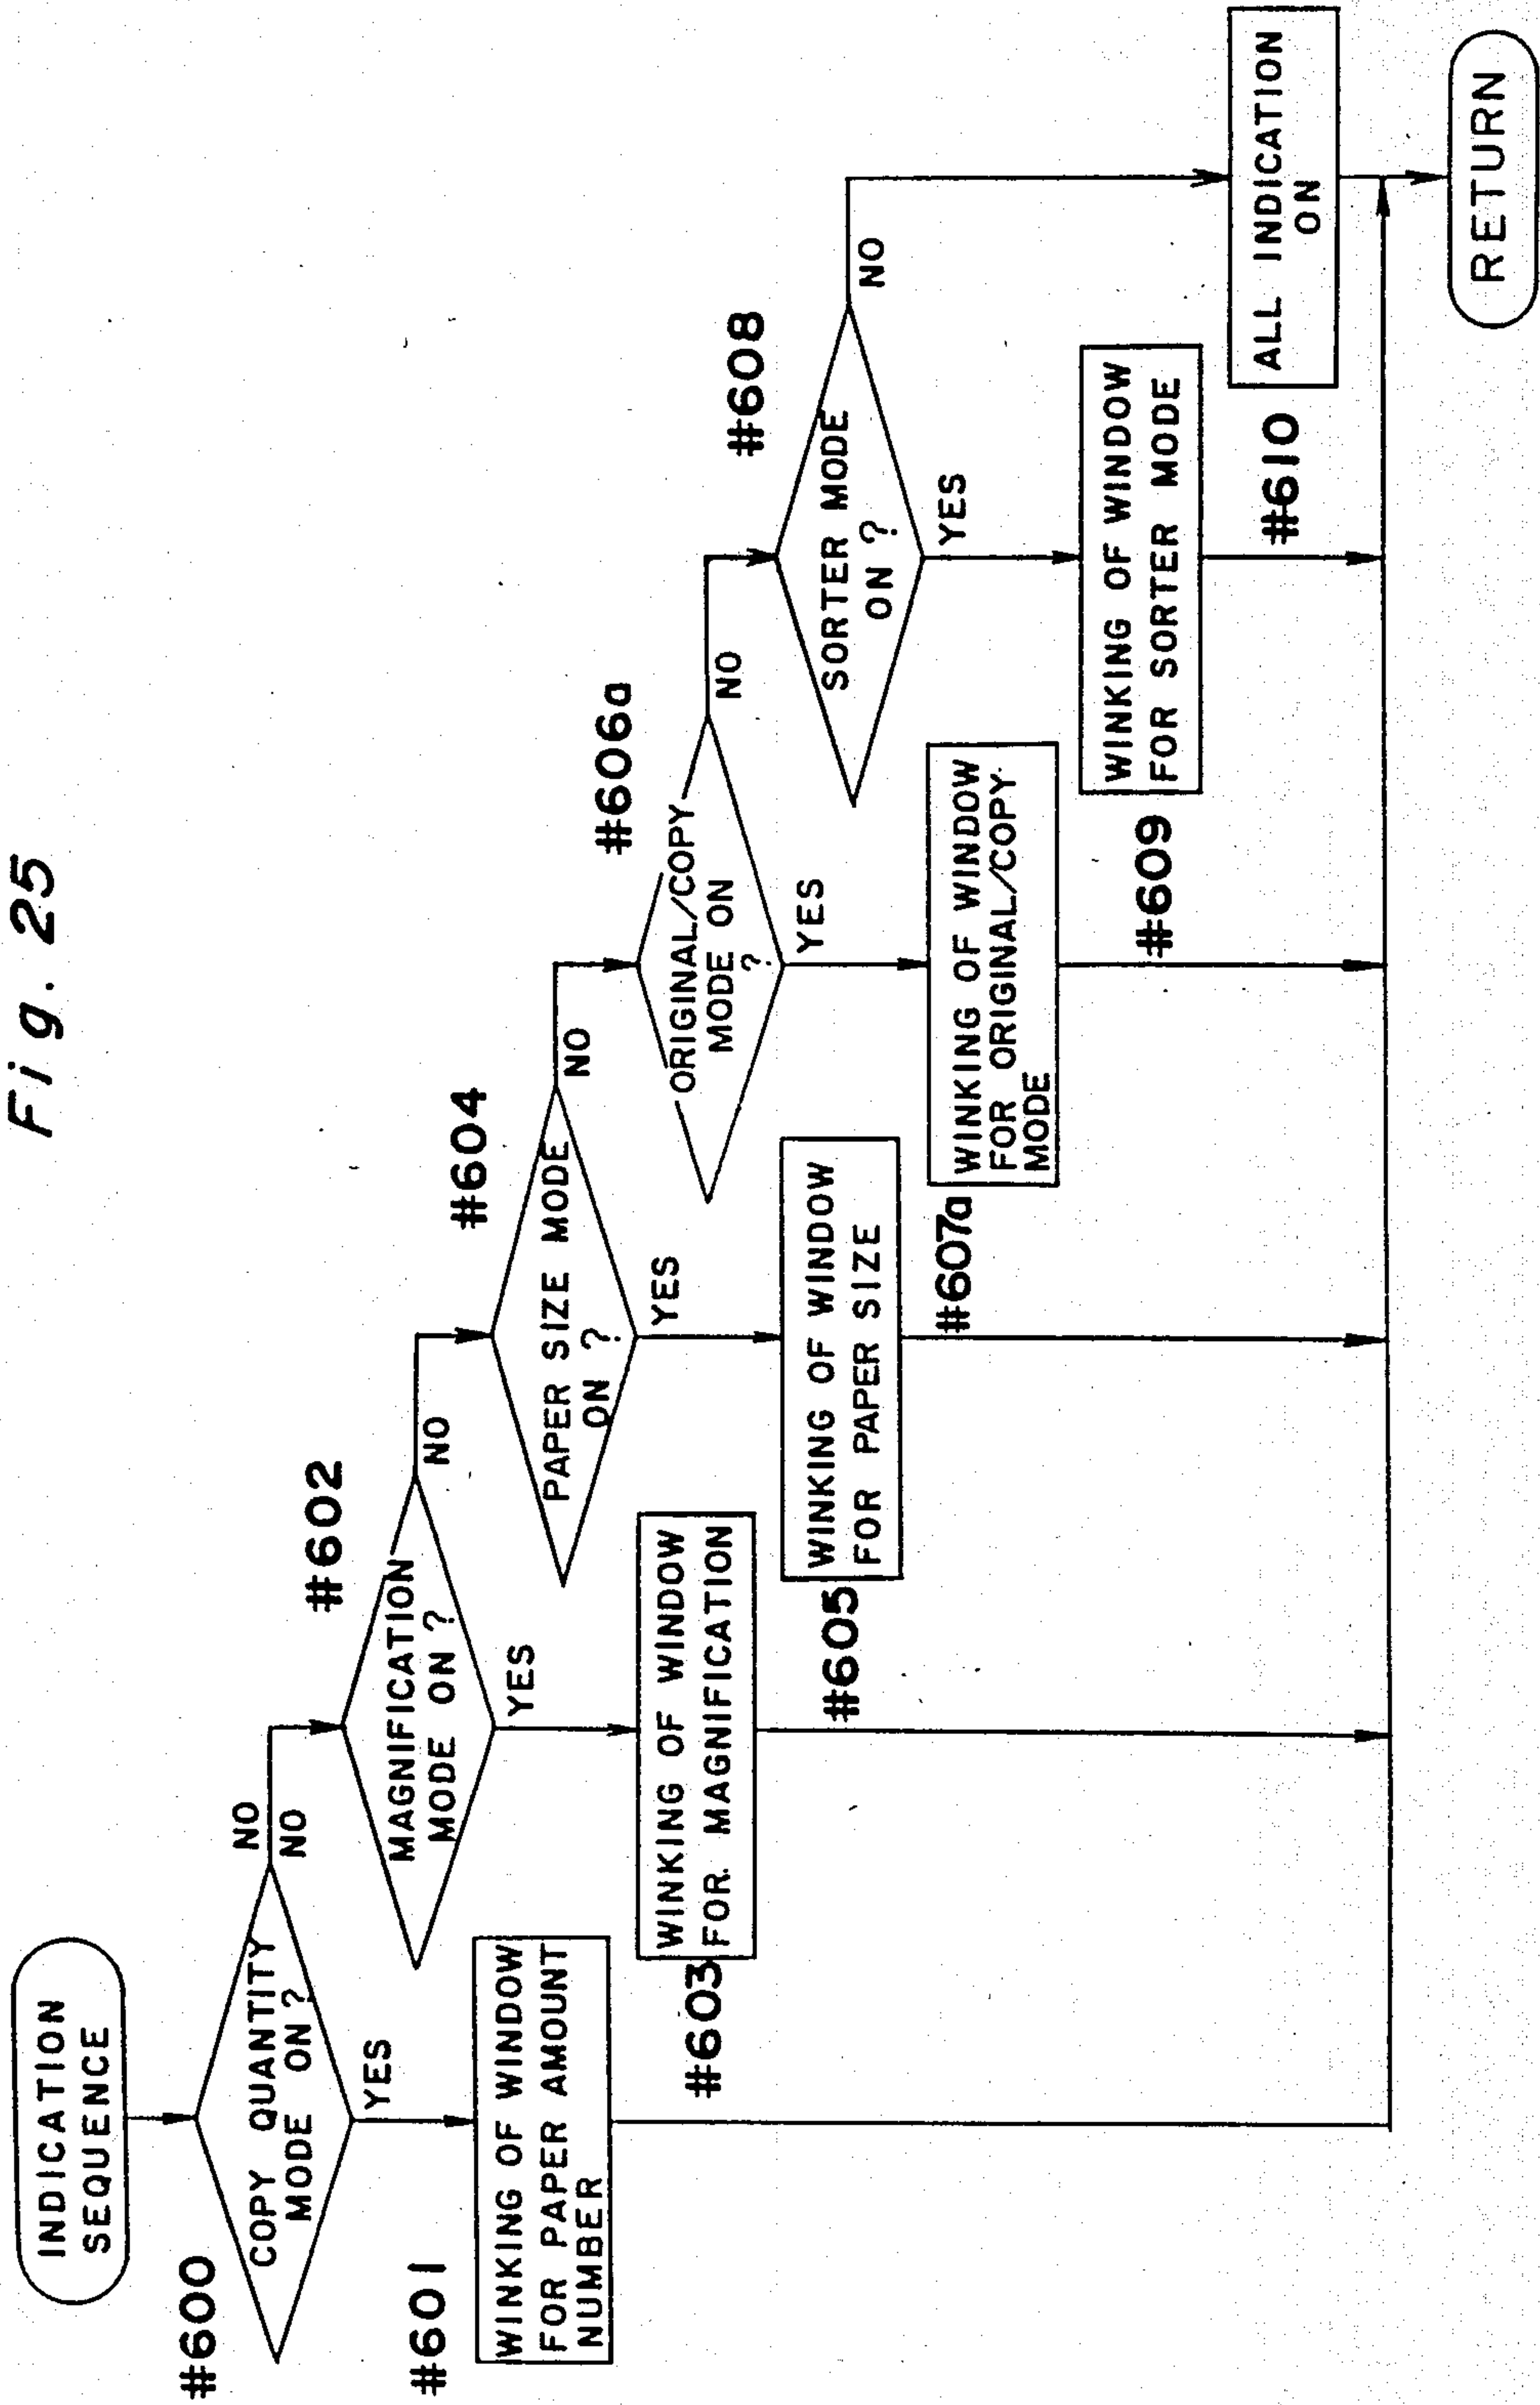 Fig. 25
INDICATION
SEQUENCE
#600
COPY QUANTITY
MODE ON ?
NO
NO
YES
#601
WINKING OF WINDOW
FOR PAPER AMOUNT
NUMBER
#602
MAGNIFICATION
MODE ON ?
NO
YES
#603
WINKING OF WINDOW
FOR. MAGNIFICATION
#604
PAPER SIZE MODE
ON ?
NO
YES
#605
WINKING OF WINDOW
FOR PAPER SIZE
#606a
ORIGINAL/COPY
MODE ON
?
NO
YES
#607a
WINKING OF WINDOW
FOR ORIGINAL/COPY
MODE
#608
SORTER MODE
ON ?
NO
YES
#609
WINKING OF WINDOW
FOR SORTER MODE
#610
ALL INDICATION
ON
RETURN